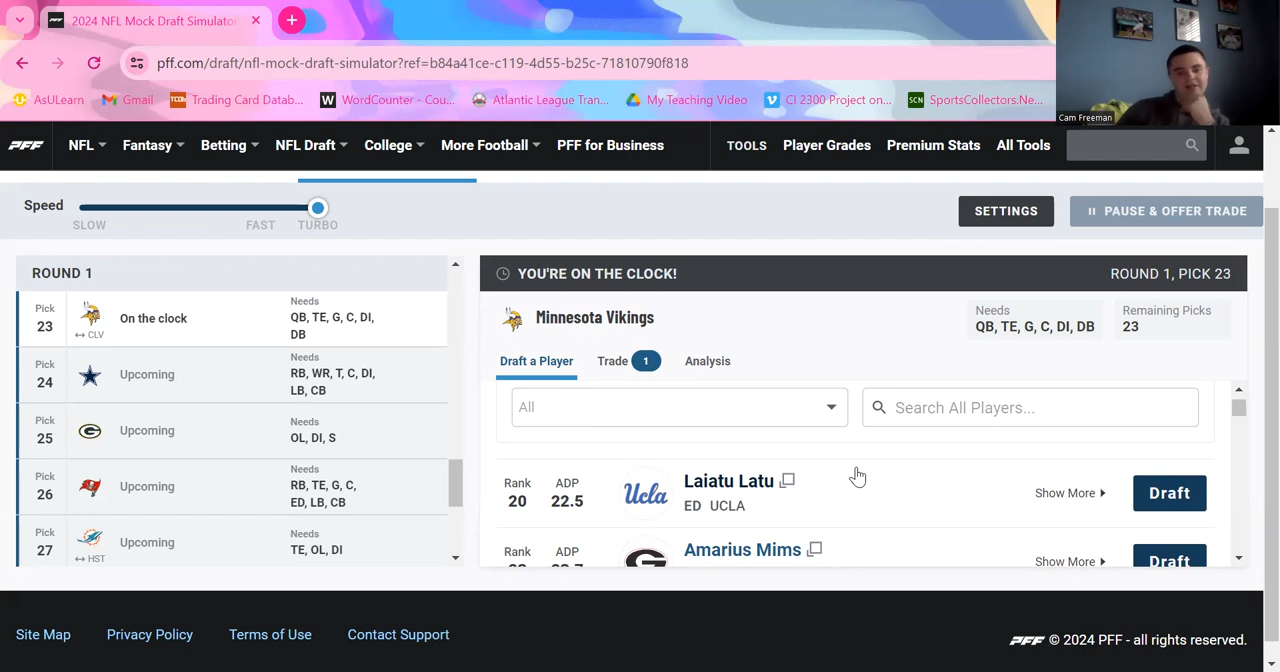 2024 NFL Mock Draft Simulator
pff.com/draft/nfl-mock-draft-simulator?ref=b84a41ce-c119-4d55-b25c-71810790f818
AsULearn
Gmail
Trading Card Datab...
WordCounter - Cou...
Atlantic League Tran...
My Teaching Video
CI 2300 Project on...
SportsCollectors.Ne...
Cam Freeman
PFF
NFL
Fantasy
Betting
NFL Draft
College
More Football
PFF for Business
TOOLS
Player Grades
Premium Stats
All Tools
Speed
SLOW
FAST
TURBO
SETTINGS
PAUSE & OFFER TRADE
ROUND 1
Pick
23
↔ CLV
On the clock
Needs
QB, TE, G, C, DI,
DB
Pick
24
Upcoming
Needs
RB, WR, T, C, DI,
LB, CB
Pick
25
Upcoming
Needs
OL, DI, S
Pick
26
Upcoming
Needs
RB, TE, G, C,
ED, LB, CB
Pick
27
↔ HST
Upcoming
Needs
TE, OL, DI
YOU'RE ON THE CLOCK!
ROUND 1, PICK 23
Minnesota Vikings
Needs
QB, TE, G, C, DI, DB
Remaining Picks
23
Draft a Player
Trade 1
Analysis
All
Search All Players...
Rank
20
ADP
22.5
Ucla
Laiatu Latu
ED UCLA
Show More
Draft
Rank
ADP
Amarius Mims
Show More
Draft
Site Map
Privacy Policy
Terms of Use
Contact Support
PFF © 2024 PFF - all rights reserved.